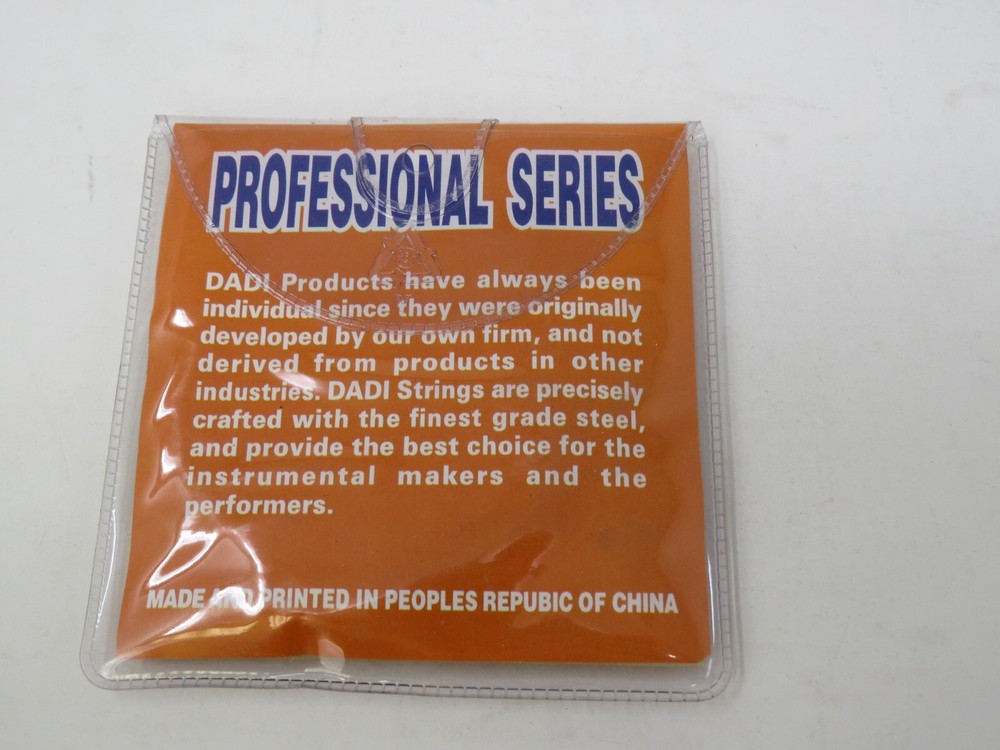 PROFESSIONAL SERIES
DADI Products have always been
individual since they were originally
developed by our own firm, and not
derived from products in other
industries. DADI Strings are precisely
crafted with the finest grade steel,
and provide the best choice for the
instrumental makers and the
performers.
MADE AND PRINTED IN PEOPLES REPUBIC OF CHINA